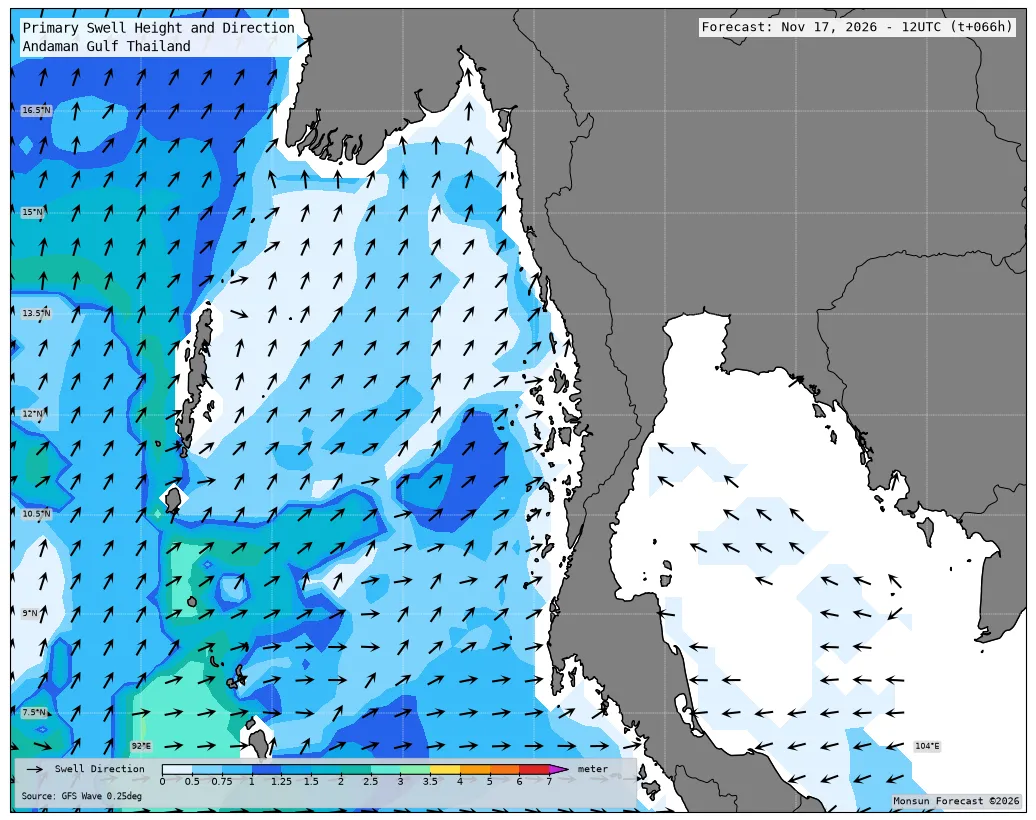 Primary Swell Height and Direction
Andaman Gulf Thailand
Forecast: Nov 17, 2026 - 12UTC (t+066h)
16.5°N
15°N
13.5°N
12°N
10.5°N
9°N
7.5°N
92°E
104°E
Swell Direction
0 0.5 0.75 1 1.25 1.5 2 2.5 3 3.5 4 5 6 7
meter
Source: GFS Wave 0.25deg
Monsun Forecast ©2026